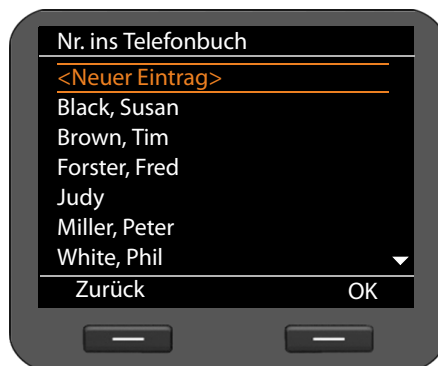 Nr. ins Telefonbuch
<Neuer Eintrag>
Black, Susan
Brown, Tim
Forster, Fred
Judy
Miller, Peter
White, Phil
Zurück OK